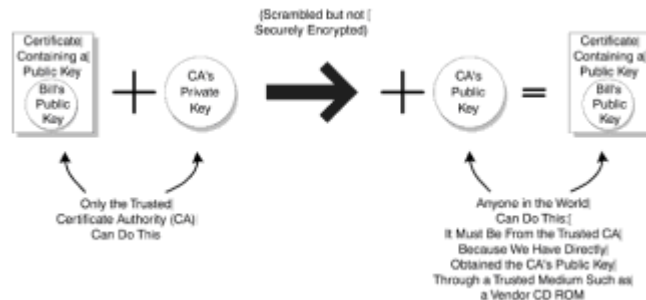 (Scrambled but not [
Securely Encrypted)
Certificate|
Containing a|
Public Key
Bill's
Public
Key
CA's
Private
Key
CA's
Public
Key
Certificate|
Containing a|
Public Key
Bill's
Public
Key
Only the Trusted|
Certificate Authority (CA)|
Can Do This
Anyone in the World|
Can Do This:[
It Must Be From the Trusted CA|
Because We Have Directly|
Obtained the CA's Public Key|
Through a Trusted Medium Such as|
a Vendor CD ROM